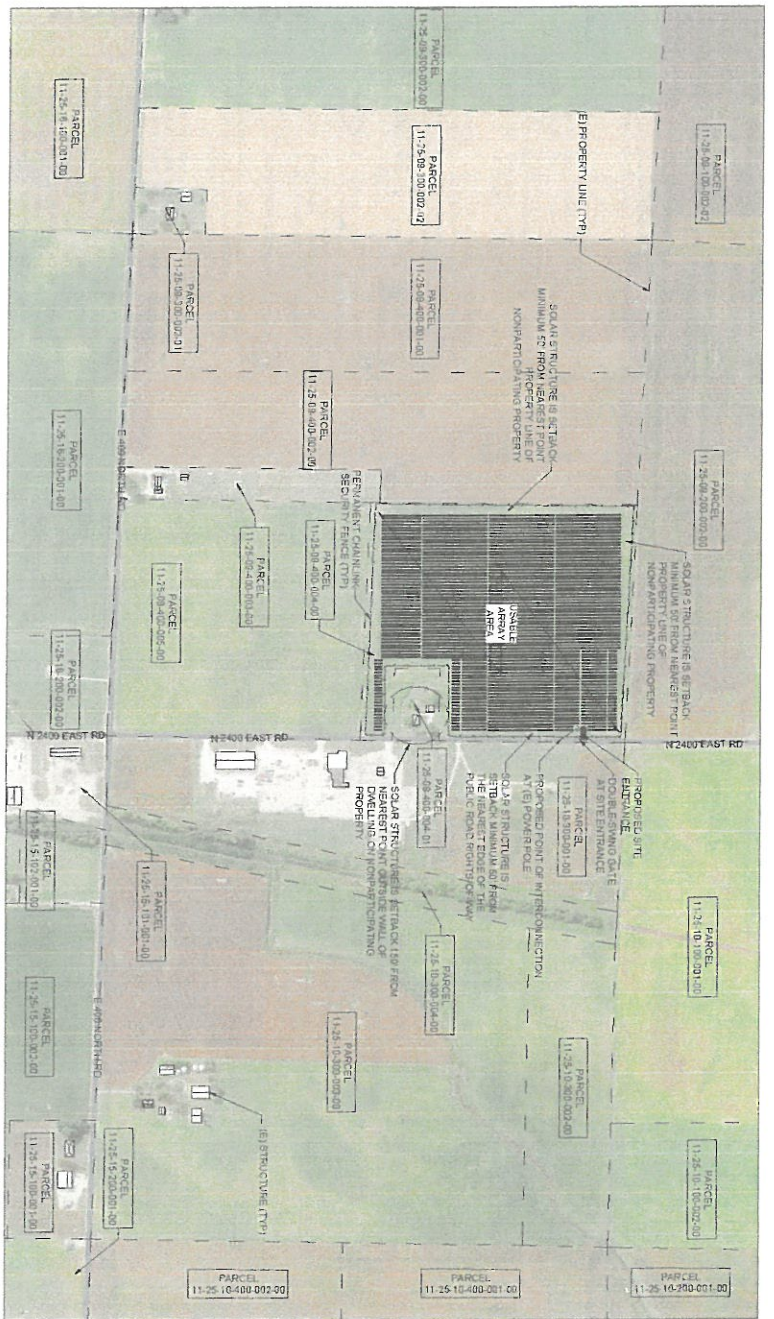 PARCEL
11-25-09-300-002-00
PARCEL
11-25-09-300-002-02
PARCEL
11-25-09-100-002-02
(E) PROPERTY LINE (TYP)
PARCEL
11-25-16-100-001-00
PARCEL
11-25-09-300-002-01
PARCEL
11-25-09-400-001-00
SOLAR STRUCTURE IS SETBACK
MINIMUM 50' FROM NEAREST POINT
PROPERTY LINE OF
NONPARTICIPATING PROPERTY
PARCEL
11-25-09-400-002-00
PARCEL
11-25-09-200-002-00
SOLAR STRUCTURE IS SETBACK
MINIMUM 50' FROM NEAREST POINT
PROPERTY LINE OF
NONPARTICIPATING PROPERTY
PARCEL
11-25-16-200-001-00
E 400 NORTH RD
PERMANENT CHAINLINK
SECURITY FENCE (TYP)
PARCEL
11-25-09-400-003-00
PARCEL
11-25-09-400-004-00
PARCEL
11-25-09-400-005-00
USABLE
ARRAY
AREA
PARCEL
11-25-16-200-002-00
N 2400 EAST RD
N 2400 EAST RD
N 2400 EAST RD
PROPOSED SITE
ENTRANCE
DOUBLE-SWING GATE
AT SITE ENTRANCE
PARCEL
11-25-10-300-001-00
PROPOSED POINT OF INTERCONNECTION
AT (E) POWER POLE
SOLAR STRUCTURE IS
SETBACK MINIMUM 50' FROM
THE NEAREST EDGE OF THE
PUBLIC ROAD RIGHTS OF WAY
PARCEL
11-25-09-400-004-01
SOLAR STRUCTURE IS SETBACK 150' FROM
NEAREST POINT OUTSIDE WALL OF
DWELLING ON NONPARTICIPATING
PROPERTY
PARCEL
11-25-15-102-001-00
PARCEL
11-25-15-101-001-00
PARCEL
11-25-10-300-004-00
PARCEL
11-25-10-100-001-00
PARCEL
11-25-15-100-002-00
E 400 NORTH RD
PARCEL
11-25-10-300-003-00
PARCEL
11-25-10-300-002-00
(E) STRUCTURE (TYP)
PARCEL
11-25-15-100-001-00
PARCEL
11-25-15-200-001-00
PARCEL
11-25-10-100-002-00
PARCEL
11-25-10-400-002-00
PARCEL
11-25-10-400-001-00
PARCEL
11-25-10-200-001-00